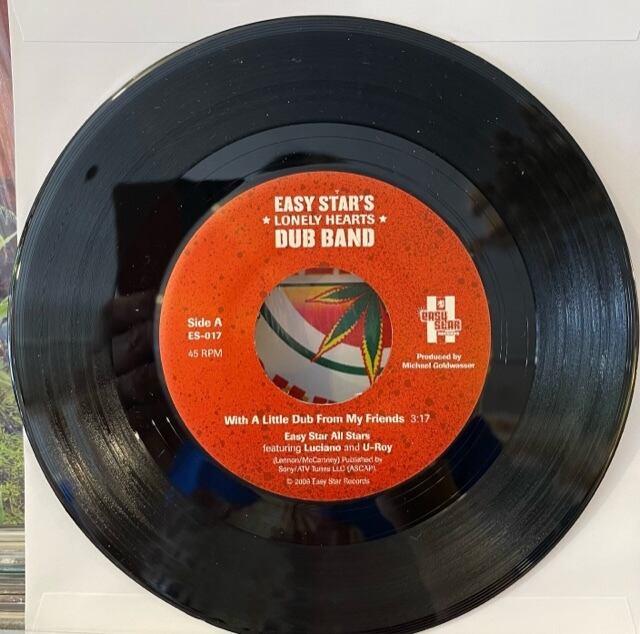 EASY STAR'S
★ LONELY HEARTS ★
DUB BAND
Side A
ES-017
45 RPM
EASY
STAR
Produced by
Michael Goldwasser
With A Little Dub From My Friends 3:17
Easy Star All Stars
featuring Luciano and U-Roy
(Lennon/McCartney) Published by
Sony/ATV Tunes LLC (ASCAP).
© 2009 Easy Star Records